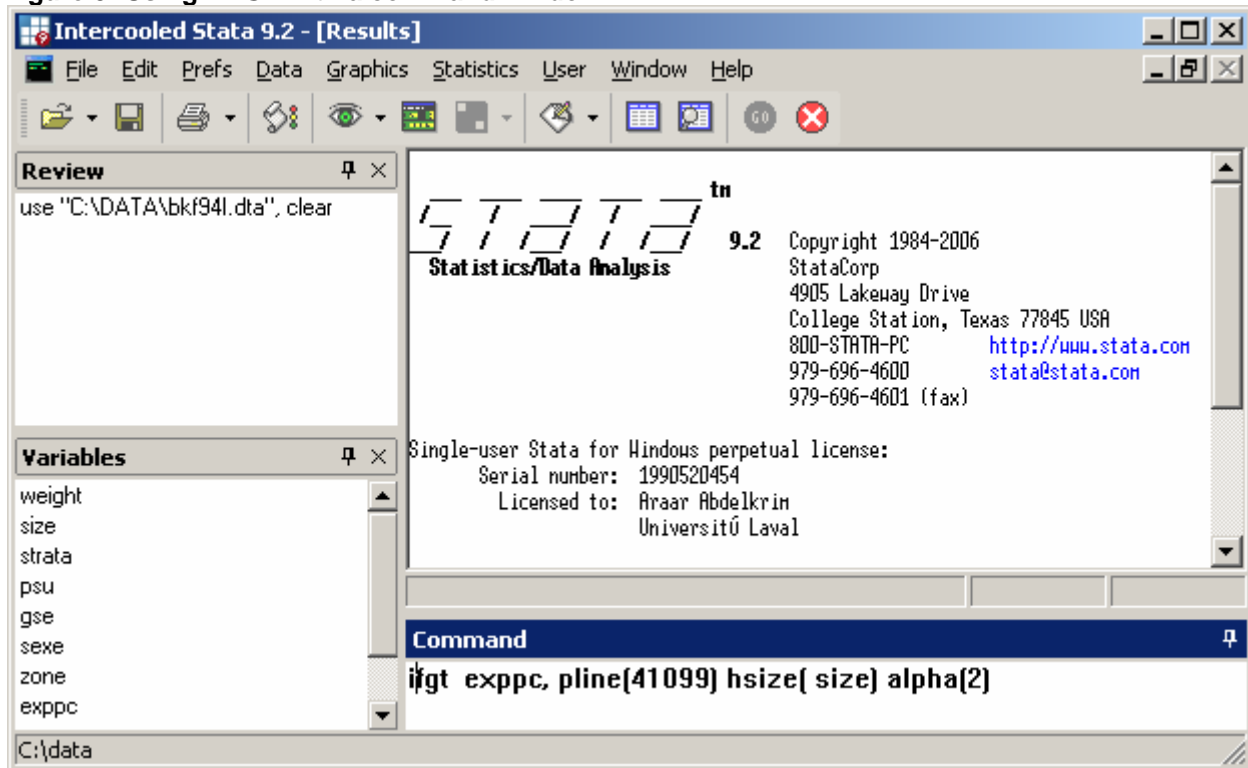 Intercooled Stata 9.2 - [Results]
File Edit Prefs Data Graphics Statistics User Window Help
GO
Review
use "C:\DATA\bkf94I.dta", clear
Variables
weight
size
strata
psu
gse
sexe
zone
exppc
STATA tm
9.2 Copyright 1984-2006
Statistics/Data Analysis StataCorp
4905 Lakeway Drive
College Station, Texas 77845 USA
800-STATA-PC http://www.stata.com
979-696-4600 stata@stata.com
979-696-4601 (fax)
Single-user Stata for Windows perpetual license:
Serial number: 1990520454
Licensed to: Araar Abdelkrim
UniversitÚ Laval
Command
ifgt exppc, pline(41099) hsize( size) alpha(2)
C:\data